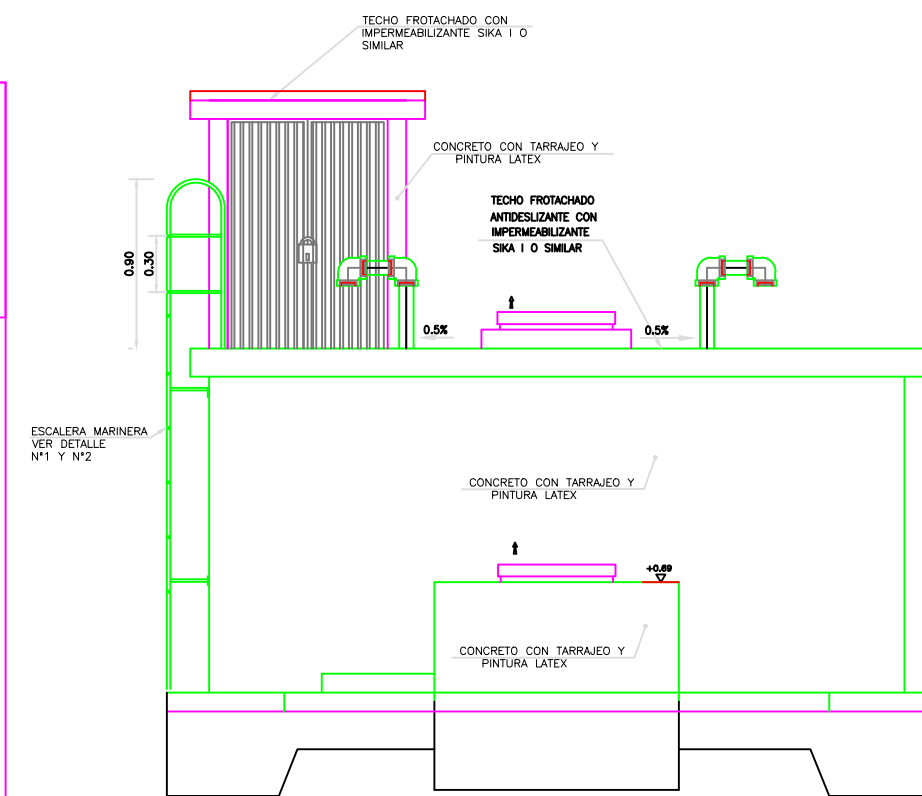 TECHO FROTACHADO CON
IMPERMEABILIZANTE SIKA I O
SIMILAR
CONCRETO CON TARRAJEO Y
PINTURA LATEX
TECHO FROTACHADO
ANTIDESLIZANTE CON
IMPERMEABILIZANTE
SIKA I O SIMILAR
0.90
0.30
0.5%
0.5%
ESCALERA MARINERA
VER DETALLE
N°1 Y N°2
CONCRETO CON TARRAJEO Y
PINTURA LATEX
+0.69
CONCRETO CON TARRAJEO Y
PINTURA LATEX